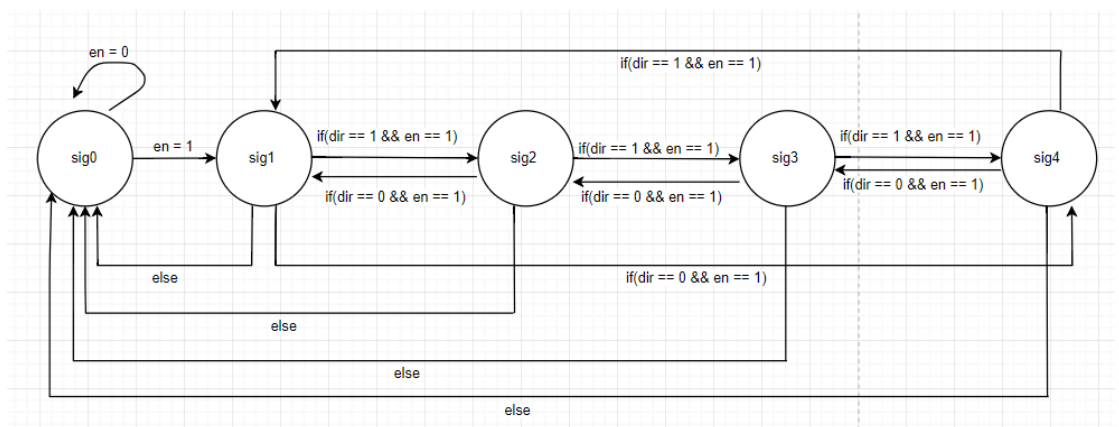 en = 0
if(dir == 1 && en == 1)
sig0
en = 1
sig1
if(dir == 1 && en == 1)
if(dir == 0 && en == 1)
sig2
if(dir == 1 && en == 1)
if(dir == 0 && en == 1)
sig3
if(dir == 1 && en == 1)
if(dir == 0 && en == 1)
sig4
else
if(dir == 0 && en == 1)
else
else
else